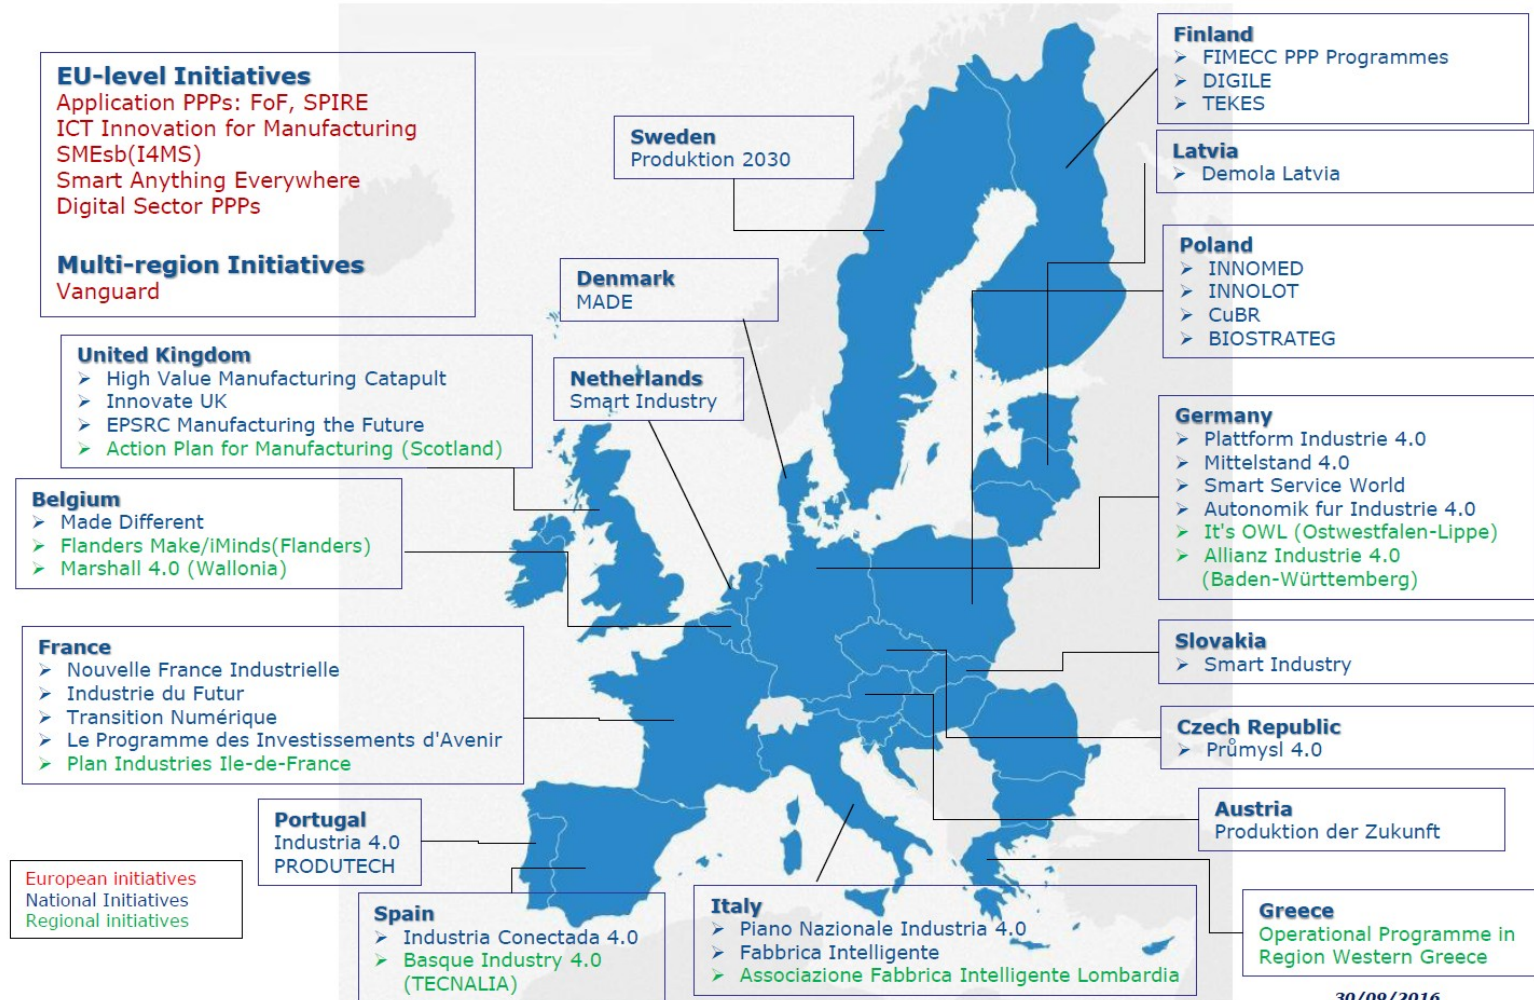 EU-level Initiatives
Application PPPs: FoF, SPIRE
ICT Innovation for Manufacturing
SMEsb(I4MS)
Smart Anything Everywhere
Digital Sector PPPs
Multi-region Initiatives
Vanguard
Finland
➢ FIMECC PPP Programmes
➢ DIGILE
➢ TEKES
Sweden
Produktion 2030
Latvia
➢ Demola Latvia
Poland
➢ INNOMED
➢ INNOLOT
➢ CuBR
➢ BIOSTRATEG
Denmark
MADE
United Kingdom
➢ High Value Manufacturing Catapult
➢ Innovate UK
➢ EPSRC Manufacturing the Future
➢ Action Plan for Manufacturing (Scotland)
Netherlands
Smart Industry
Germany
➢ Plattform Industrie 4.0
➢ Mittelstand 4.0
➢ Smart Service World
➢ Autonomik fur Industrie 4.0
➢ It's OWL (Ostwestfalen-Lippe)
➢ Allianz Industrie 4.0
(Baden-Württemberg)
Belgium
➢ Made Different
➢ Flanders Make/iMinds(Flanders)
➢ Marshall 4.0 (Wallonia)
France
➢ Nouvelle France Industrielle
➢ Industrie du Futur
➢ Transition Numérique
➢ Le Programme des Investissements d'Avenir
➢ Plan Industries Ile-de-France
Slovakia
➢ Smart Industry
Czech Republic
➢ Průmysl 4.0
Austria
Produktion der Zukunft
Portugal
Industria 4.0
PRODUTECH
European initiatives
National Initiatives
Regional initiatives
Spain
➢ Industria Conectada 4.0
➢ Basque Industry 4.0
(TECNALIA)
Italy
➢ Piano Nazionale Industria 4.0
➢ Fabbrica Intelligente
➢ Associazione Fabbrica Intelligente Lombardia
Greece
Operational Programme in
Region Western Greece
30/09/2016